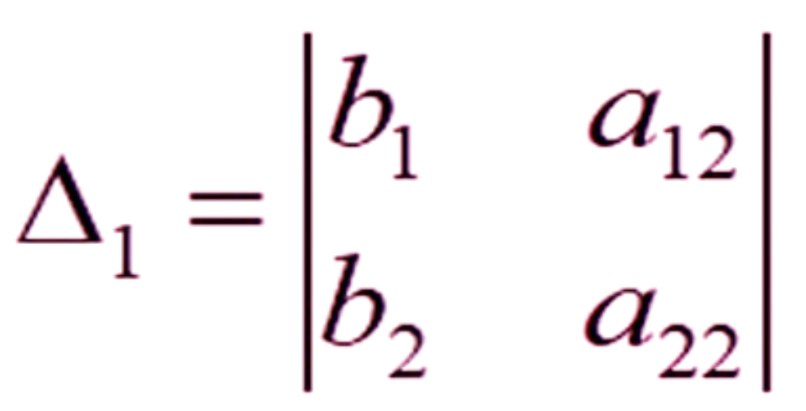 Δ₁ = | b₁ a₁₂ |
| b₂ a₂₂ |